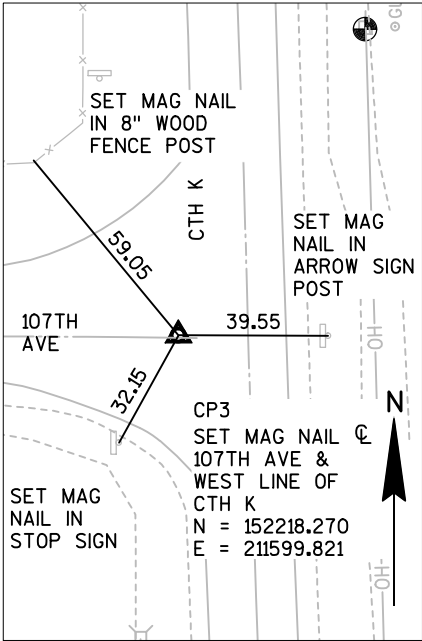 SET MAG NAIL
IN 8" WOOD
FENCE POST
CTH K
SET MAG
NAIL IN
ARROW SIGN
POST
59.05
107TH
AVE
39.55
32.15
CP3
SET MAG NAIL ℄
107TH AVE &
WEST LINE OF
CTH K
N = 152218.270
E = 211599.821
SET MAG
NAIL IN
STOP SIGN
N
OH
OH